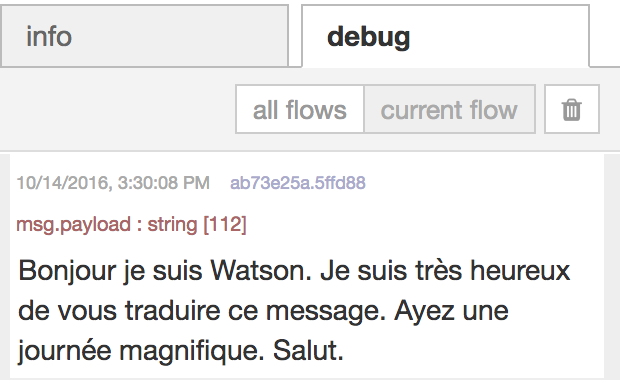 info
debug
all flows
current flow
10/14/2016, 3:30:08 PM ab73e25a.5ffd88
msg.payload : string [112]
Bonjour je suis Watson. Je suis très heureux
de vous traduire ce message. Ayez une
journée magnifique. Salut.